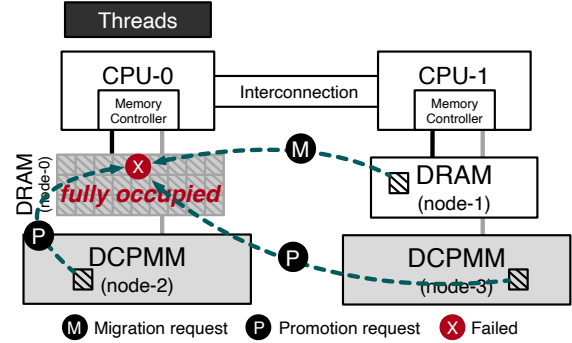 Threads
CPU-0
Memory
Controller
Interconnection
CPU-1
Memory
Controller
DRAM
(node-0)
X
fully occupied
M
DRAM
(node-1)
P
DCPMM
(node-2)
P
DCPMM
(node-3)
M Migration request P Promotion request X Failed